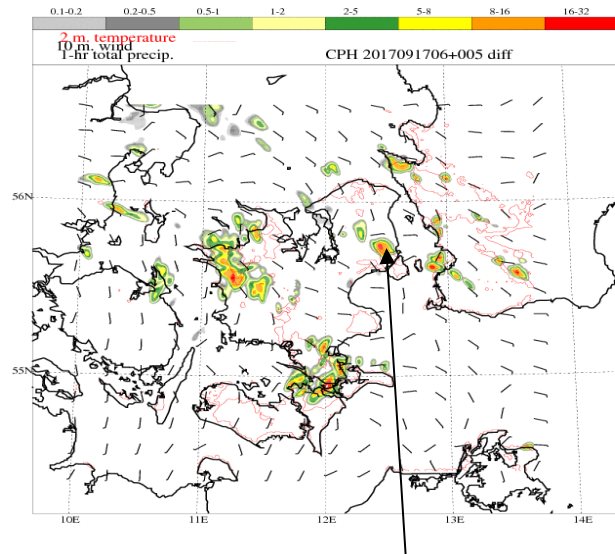 0.1-0.2 0.2-0.5 0.5-1 1-2 2-5 5-8 8-16 16-32
2 m. temperature
10 m. wind
1-hr total precip. CPH 2017091706+005 diff
56N
55N
10E 11E 12E 13E 14E